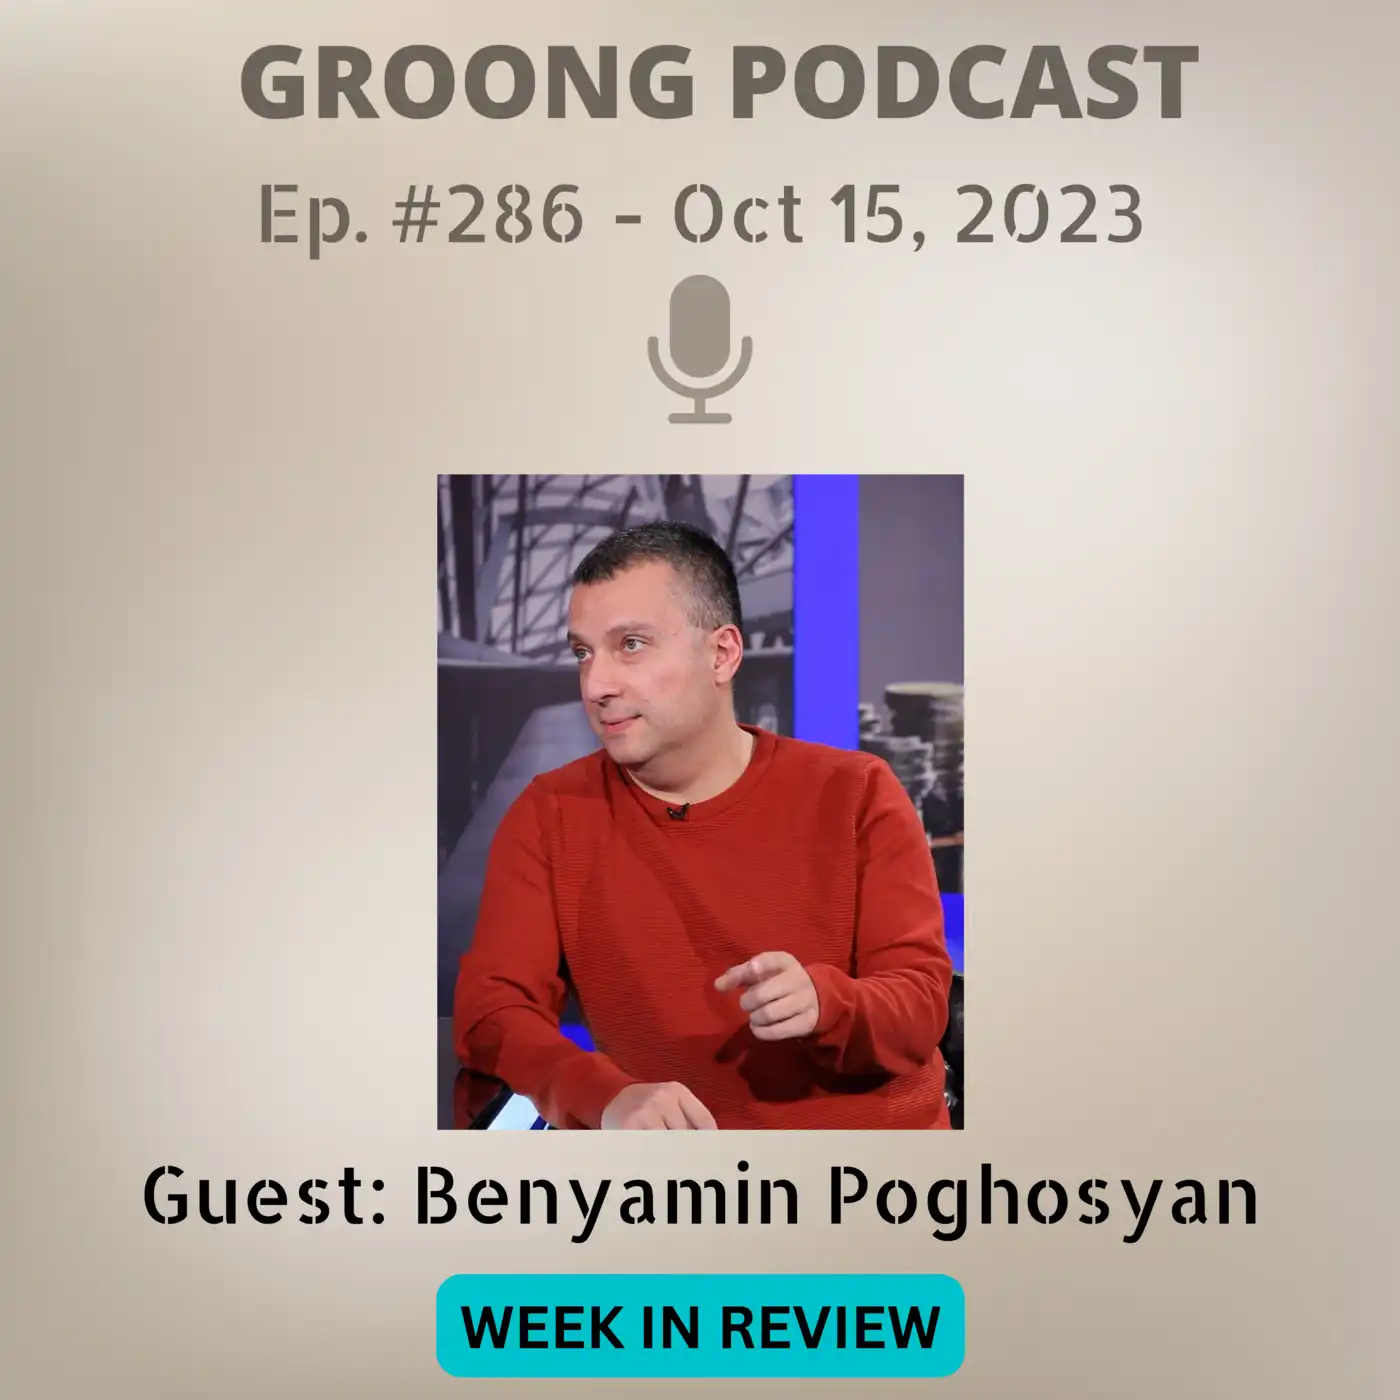 GROONG PODCAST
Ep. #286 - Oct 15, 2023
Guest: Benyamin Poghosyan
WEEK IN REVIEW